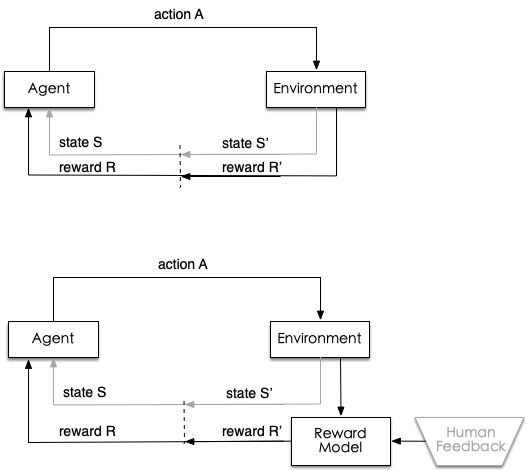 action A
Agent
Environment
state S
state S'
reward R
reward R'
action A
Agent
Environment
state S
state S'
reward R
reward R'
Reward
Model
Human
Feedback